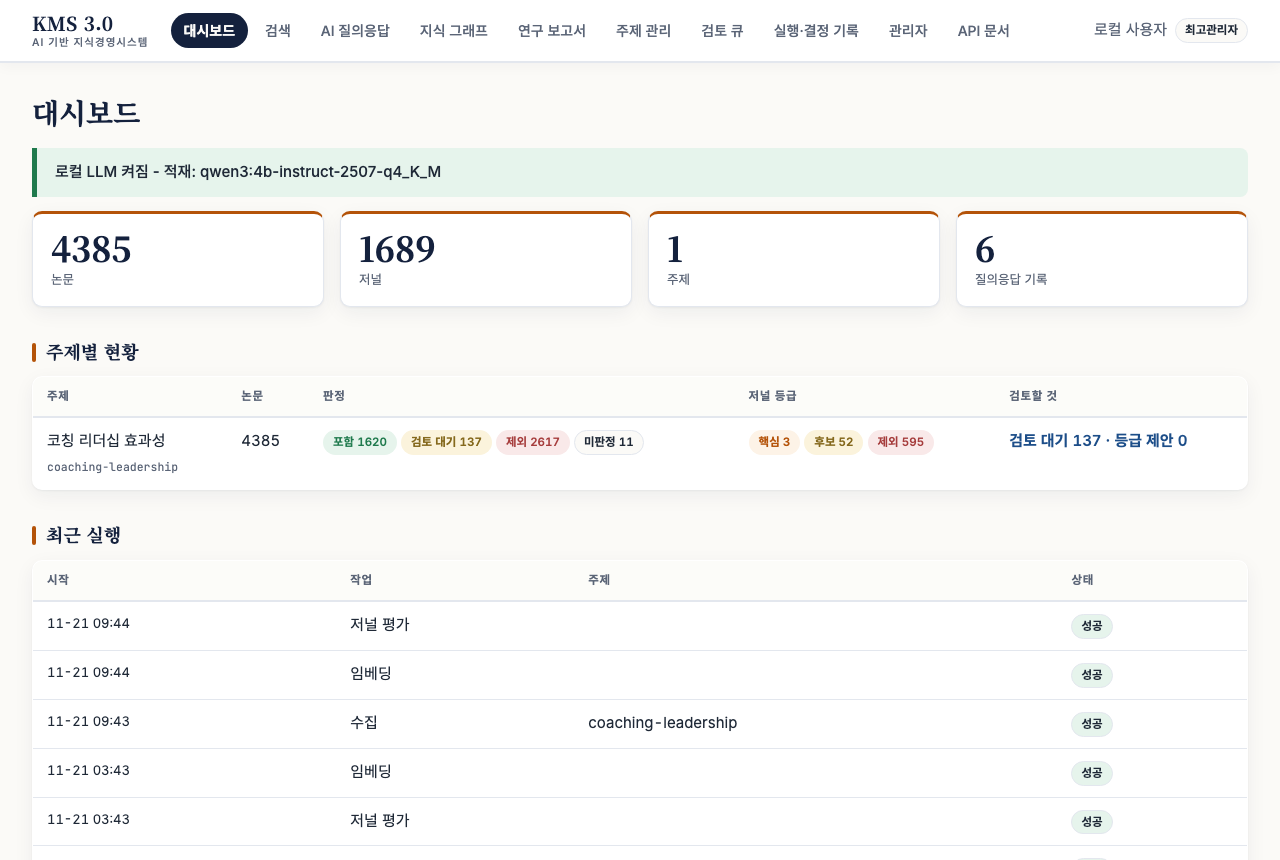 KMS 3.0
AI 기반 지식경영시스템
대시보드 검색 AI 질의응답 지식 그래프 연구 보고서 주제 관리 검토 큐 실행·결정 기록 관리자 API 문서
로컬 사용자 최고관리자
대시보드
로컬 LLM 켜짐 - 적재: qwen3:4b-instruct-2507-q4_K_M
4385
논문
1689
저널
1
주제
6
질의응답 기록
주제별 현황
주제 논문 판정 저널 등급 검토할 것
코칭 리더십 효과성 4385 포함 1620 검토 대기 137 제외 2617 미판정 11 핵심 3 후보 52 제외 595 검토 대기 137 · 등급 제안 0
coaching-leadership
최근 실행
시작 작업 주제 상태
11-21 09:44 저널 평가 성공
11-21 09:44 임베딩 성공
11-21 09:43 수집 coaching-leadership 성공
11-21 03:43 임베딩 성공
11-21 03:43 저널 평가 성공